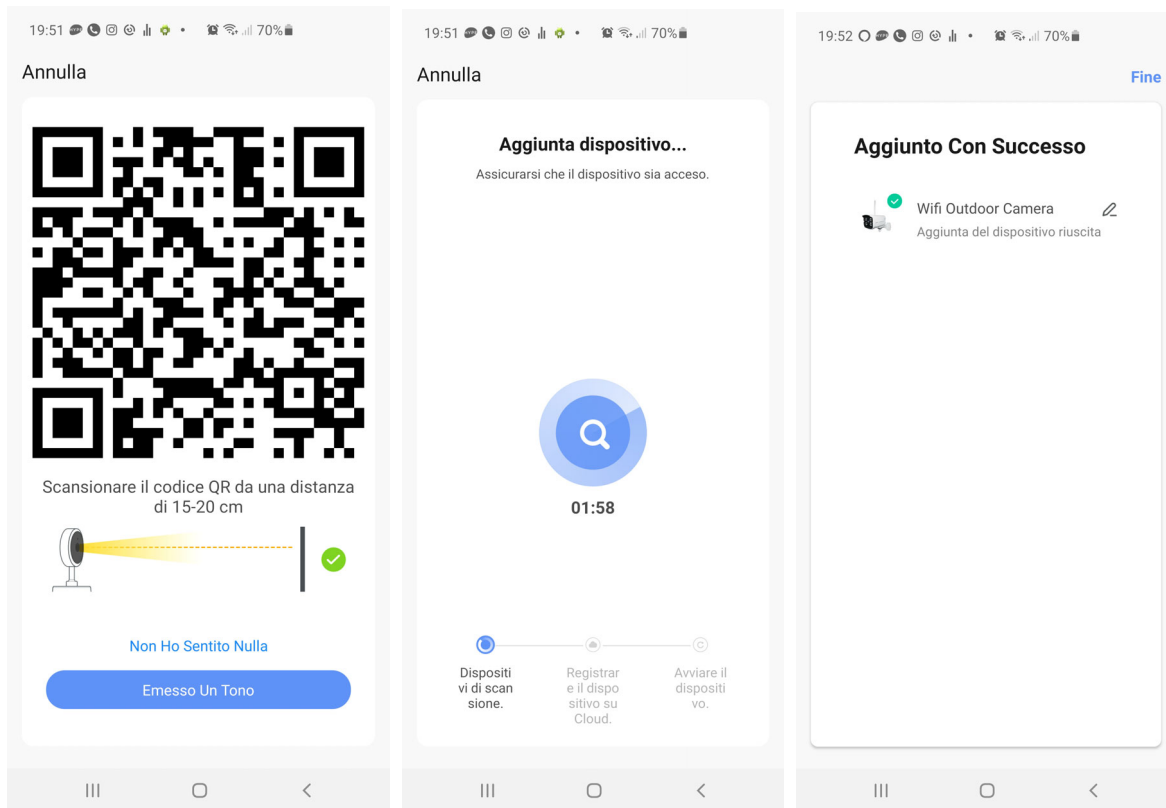 19:51
70%
Annulla
Scansionare il codice QR da una distanza
di 15-20 cm
Non Ho Sentito Nulla
Emesso Un Tono
19:51
70%
Annulla
Aggiunta dispositivo...
Assicurarsi che il dispositivo sia acceso.
01:58
Dispositi
vi di scan
sione.
Registrar
e il dispo
sitivo su
Cloud.
Avviare il
dispositi
vo.
19:52
70%
Fine
Aggiunto Con Successo
Wifi Outdoor Camera
Aggiunta del dispositivo riuscita